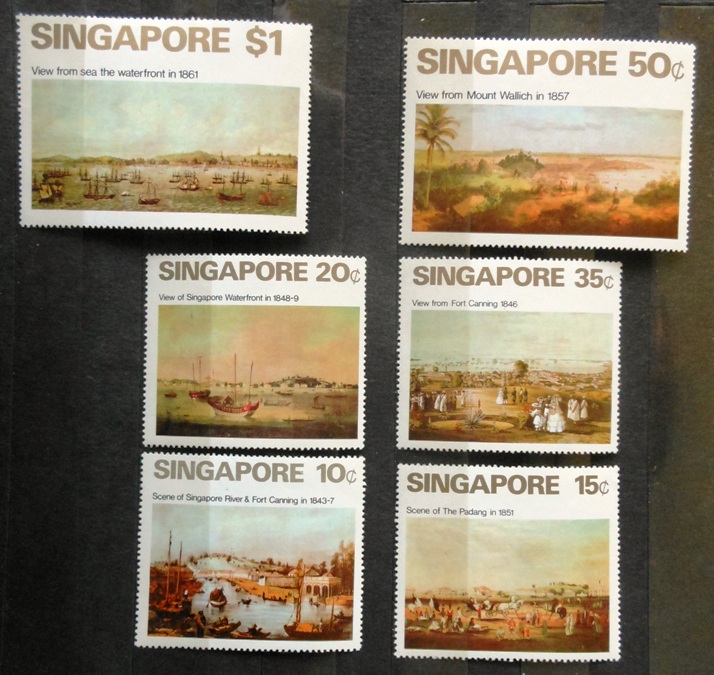 SINGAPORE $1
View from sea the waterfront in 1861
SINGAPORE 50¢
View from Mount Wallich in 1857
SINGAPORE 20¢
View of Singapore Waterfront in 1848-9
SINGAPORE 35¢
View from Fort Canning 1846
SINGAPORE 10¢
Scene of Singapore River & Fort Canning in 1843-7
SINGAPORE 15¢
Scene of The Padang in 1851